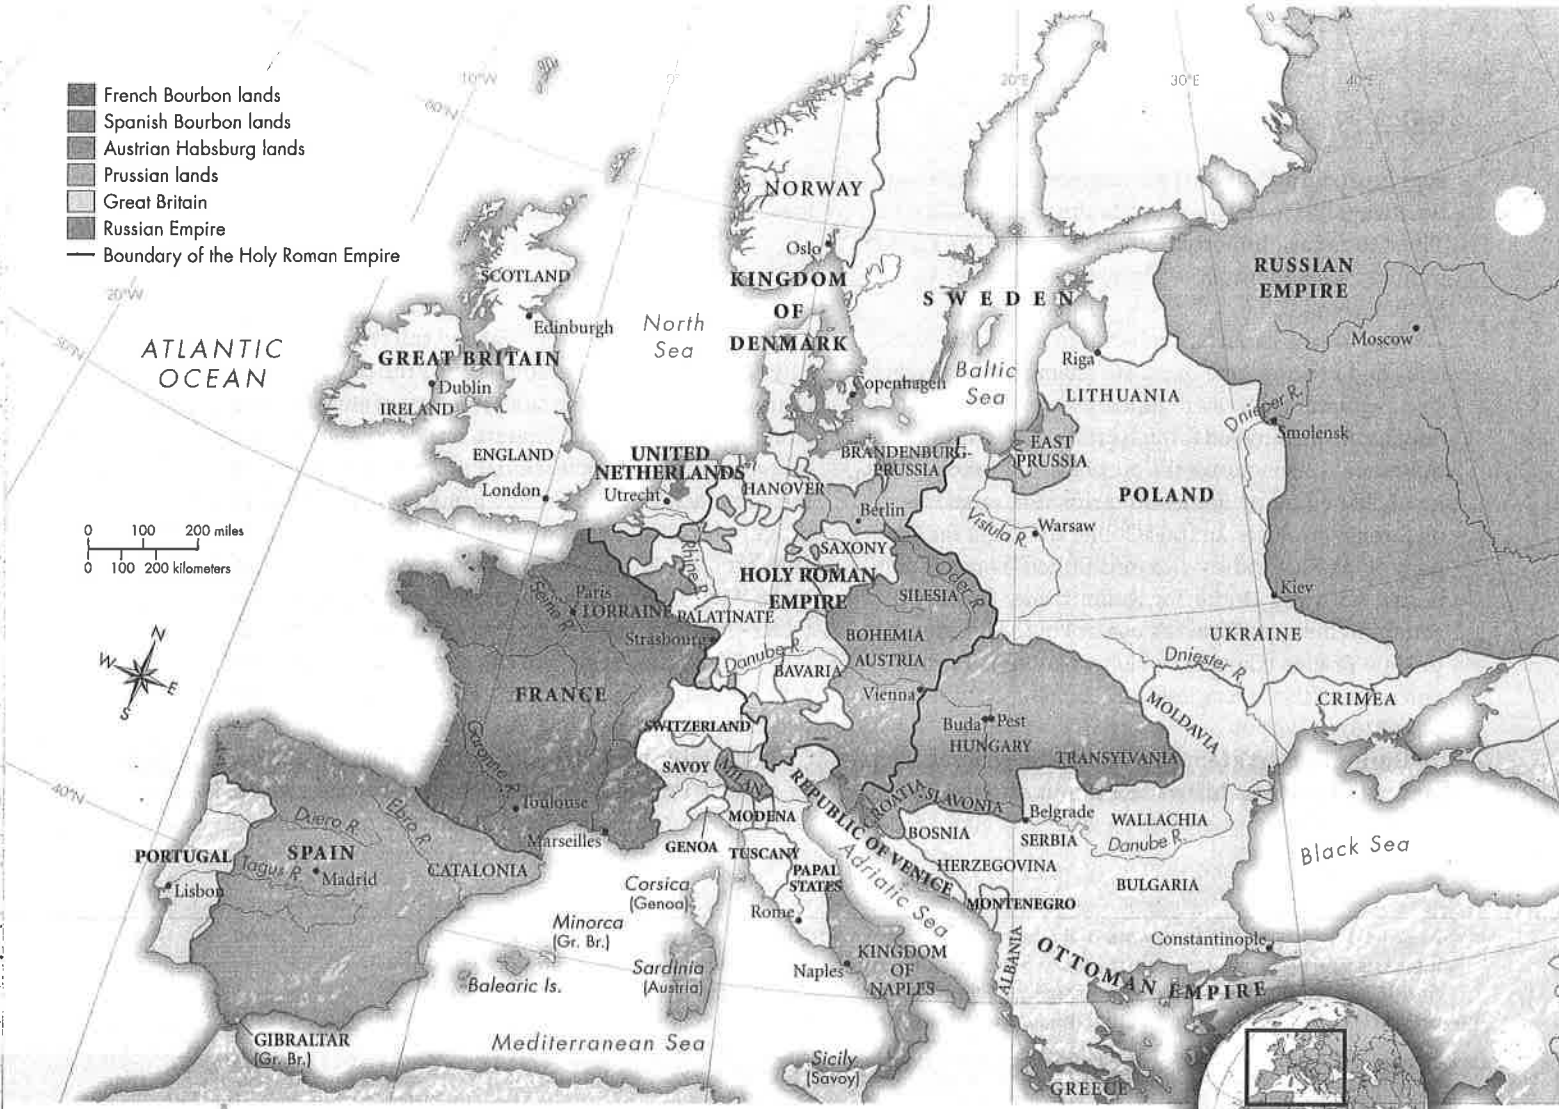 French Bourbon lands
Spanish Bourbon lands
Austrian Habsburg lands
Prussian lands
Great Britain
Russian Empire
Boundary of the Holy Roman Empire
10°W
0°
10°E
20°E
30°E
40°E
60°N
20°W
50°N
40°N
ATLANTIC
OCEAN
North
Sea
NORWAY
Oslo
KINGDOM
OF
DENMARK
SWEDEN
Baltic
Sea
Copenhagen
RUSSIAN
EMPIRE
Moscow
Riga
LITHUANIA
Dnieper R.
Smolensk
SCOTLAND
Edinburgh
GREAT BRITAIN
Dublin
IRELAND
ENGLAND
London
UNITED
NETHERLANDS
Utrecht
HANOVER
BRANDENBURG-
PRUSSIA
Berlin
EAST
PRUSSIA
POLAND
Vistula R.
Warsaw
0 100 200 miles
0 100 200 kilometers
N
W
E
S
Rhine R.
SAXONY
HOLY ROMAN
EMPIRE
SILESIA
Oder R.
Kiev
UKRAINE
Dniester R.
Paris
Seine R.
LORRAINE
PALATINATE
Strasbourg
Danube R.
BAVARIA
BOHEMIA
AUSTRIA
Vienna
FRANCE
SWITZERLAND
Buda
Pest
HUNGARY
TRANSYLVANIA
MOLDAVIA
CRIMEA
Garonne R.
Toulouse
Marseilles
SAVOY
MILAN
REPUBLIC OF VENICE
CROATIA
SLAVONIA
Belgrade
WALLACHIA
Danube R.
SERBIA
BOSNIA
HERZEGOVINA
BULGARIA
Black Sea
MODENA
GENOA
TUSCANY
PAPAL
STATES
Adriatic Sea
MONTENEGRO
Duero R.
Ebro R.
PORTUGAL
SPAIN
Tagus R.
Madrid
Lisbon
CATALONIA
Corsica
(Genoa)
Minorca
(Gr. Br.)
Rome
Sardinia
(Austria)
Balearic Is.
Naples
KINGDOM
OF
NAPLES
ALBANIA
Constantinople
OTTOMAN EMPIRE
GIBRALTAR
(Gr. Br.)
Mediterranean Sea
Sicily
(Savoy)
GREECE